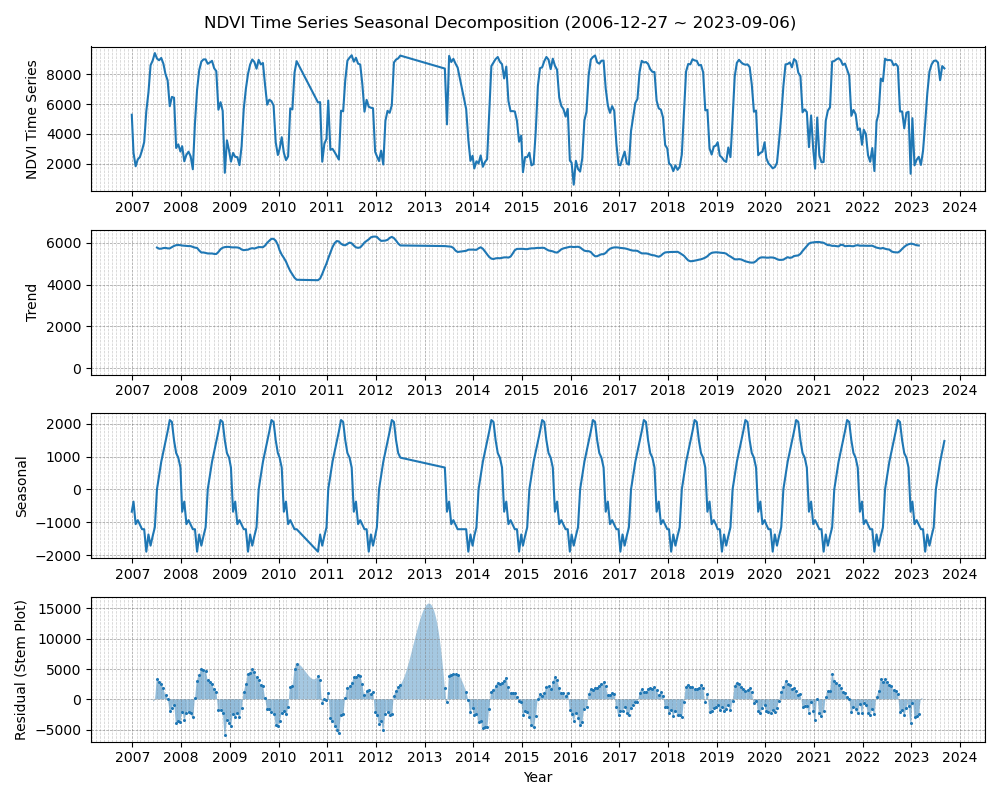 NDVI Time Series Seasonal Decomposition (2006-12-27 ~ 2023-09-06)
NDVI Time Series
8000
6000
4000
2000
2007 2008 2009 2010 2011 2012 2013 2014 2015 2016 2017 2018 2019 2020 2021 2022 2023 2024
Trend
6000
4000
2000
0
2007 2008 2009 2010 2011 2012 2013 2014 2015 2016 2017 2018 2019 2020 2021 2022 2023 2024
Seasonal
2000
1000
0
−1000
−2000
2007 2008 2009 2010 2011 2012 2013 2014 2015 2016 2017 2018 2019 2020 2021 2022 2023 2024
Residual (Stem Plot)
15000
10000
5000
0
−5000
2007 2008 2009 2010 2011 2012 2013 2014 2015 2016 2017 2018 2019 2020 2021 2022 2023 2024
Year